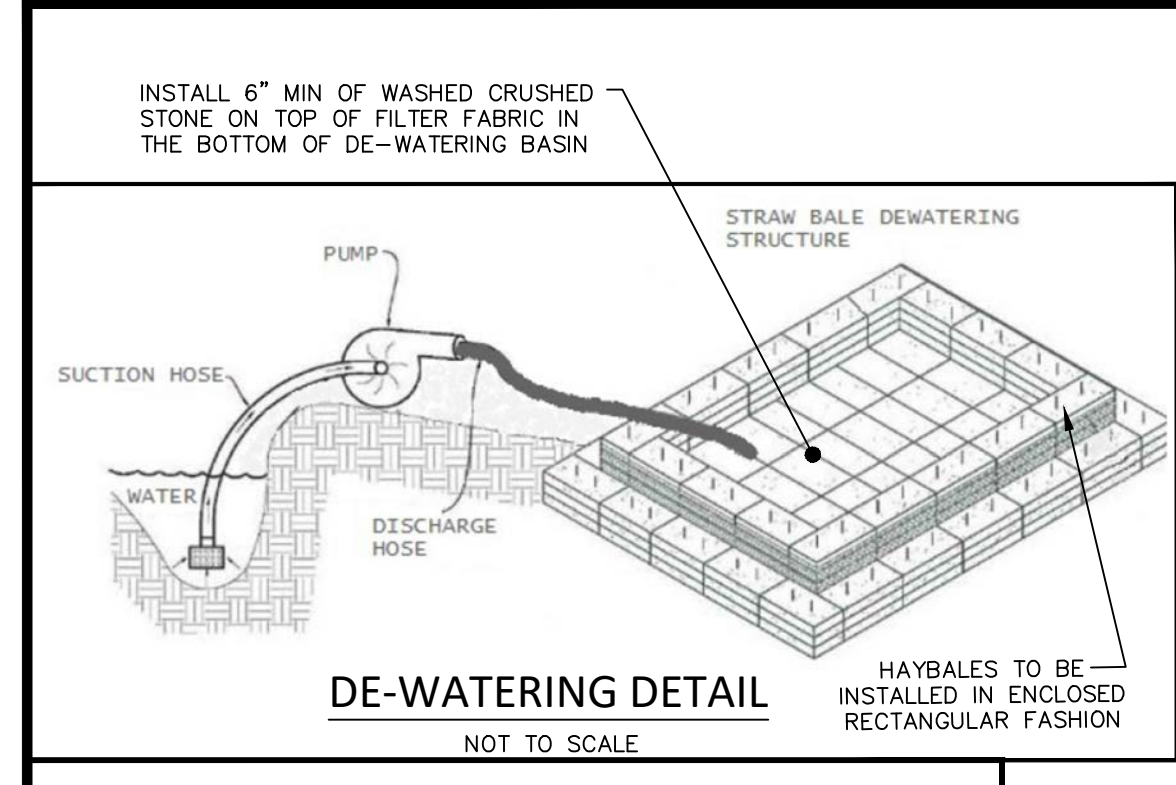 INSTALL 6” MIN OF WASHED CRUSHED
STONE ON TOP OF FILTER FABRIC IN
THE BOTTOM OF DE-WATERING BASIN
STRAW BALE DEWATERING
STRUCTURE
PUMP
SUCTION HOSE
WATER
DISCHARGE
HOSE
HAYBALES TO BE
INSTALLED IN ENCLOSED
RECTANGULAR FASHION
DE-WATERING DETAIL
NOT TO SCALE